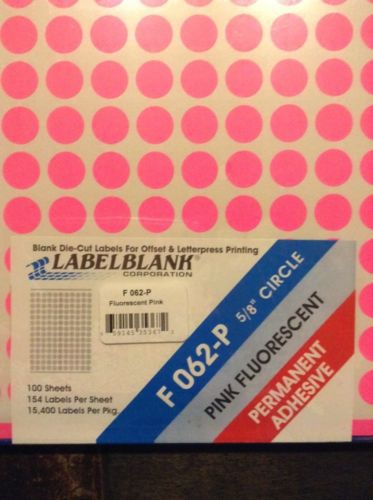 Blank Die-Cut Labels For Offset & Letterpress Printing
LABELBLANK
CORPORATION
F 062-P
Fluorescent Pink
100 Sheets
154 Labels Per Sheet
15,400 Labels Per Pkg.
F 062-P 5/8" CIRCLE
PINK FLUORESCENT
PERMANENT
ADHESIVE